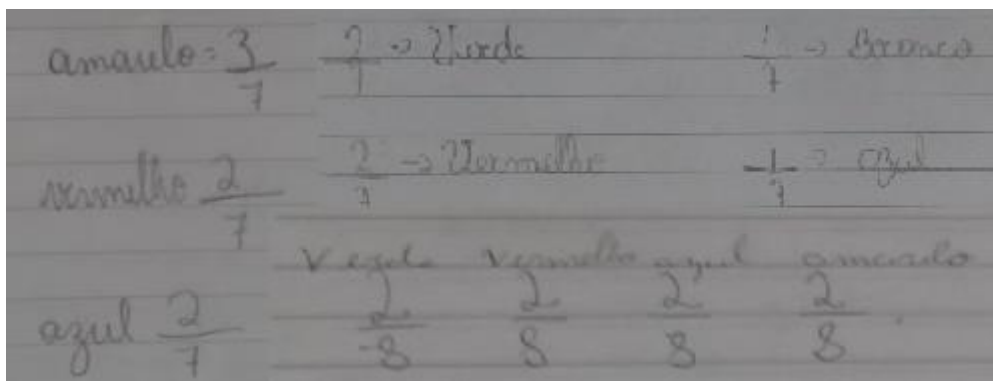 amarelo = 3/7
vermelho 2/7
azul 2/7
2/7 → Verde
1/7 → Branco
2/7 → Vermelho
1/7 → azul
Verde vermelho azul amarelo
2/8 2/8 2/8 2/8 .